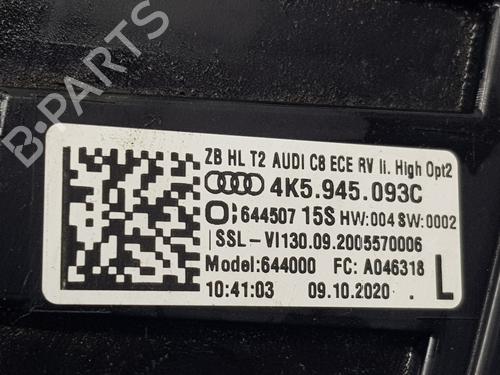 B-PARTS
ZB HL T2 AUDI C8 ECE RV li. High Opt2
4K5.945.093C
644507 15S HW:004 SW:0002
SSL-VI130.09.2005570006
Model:644000 FC: A046318
10:41:03 09.10.2020 . L